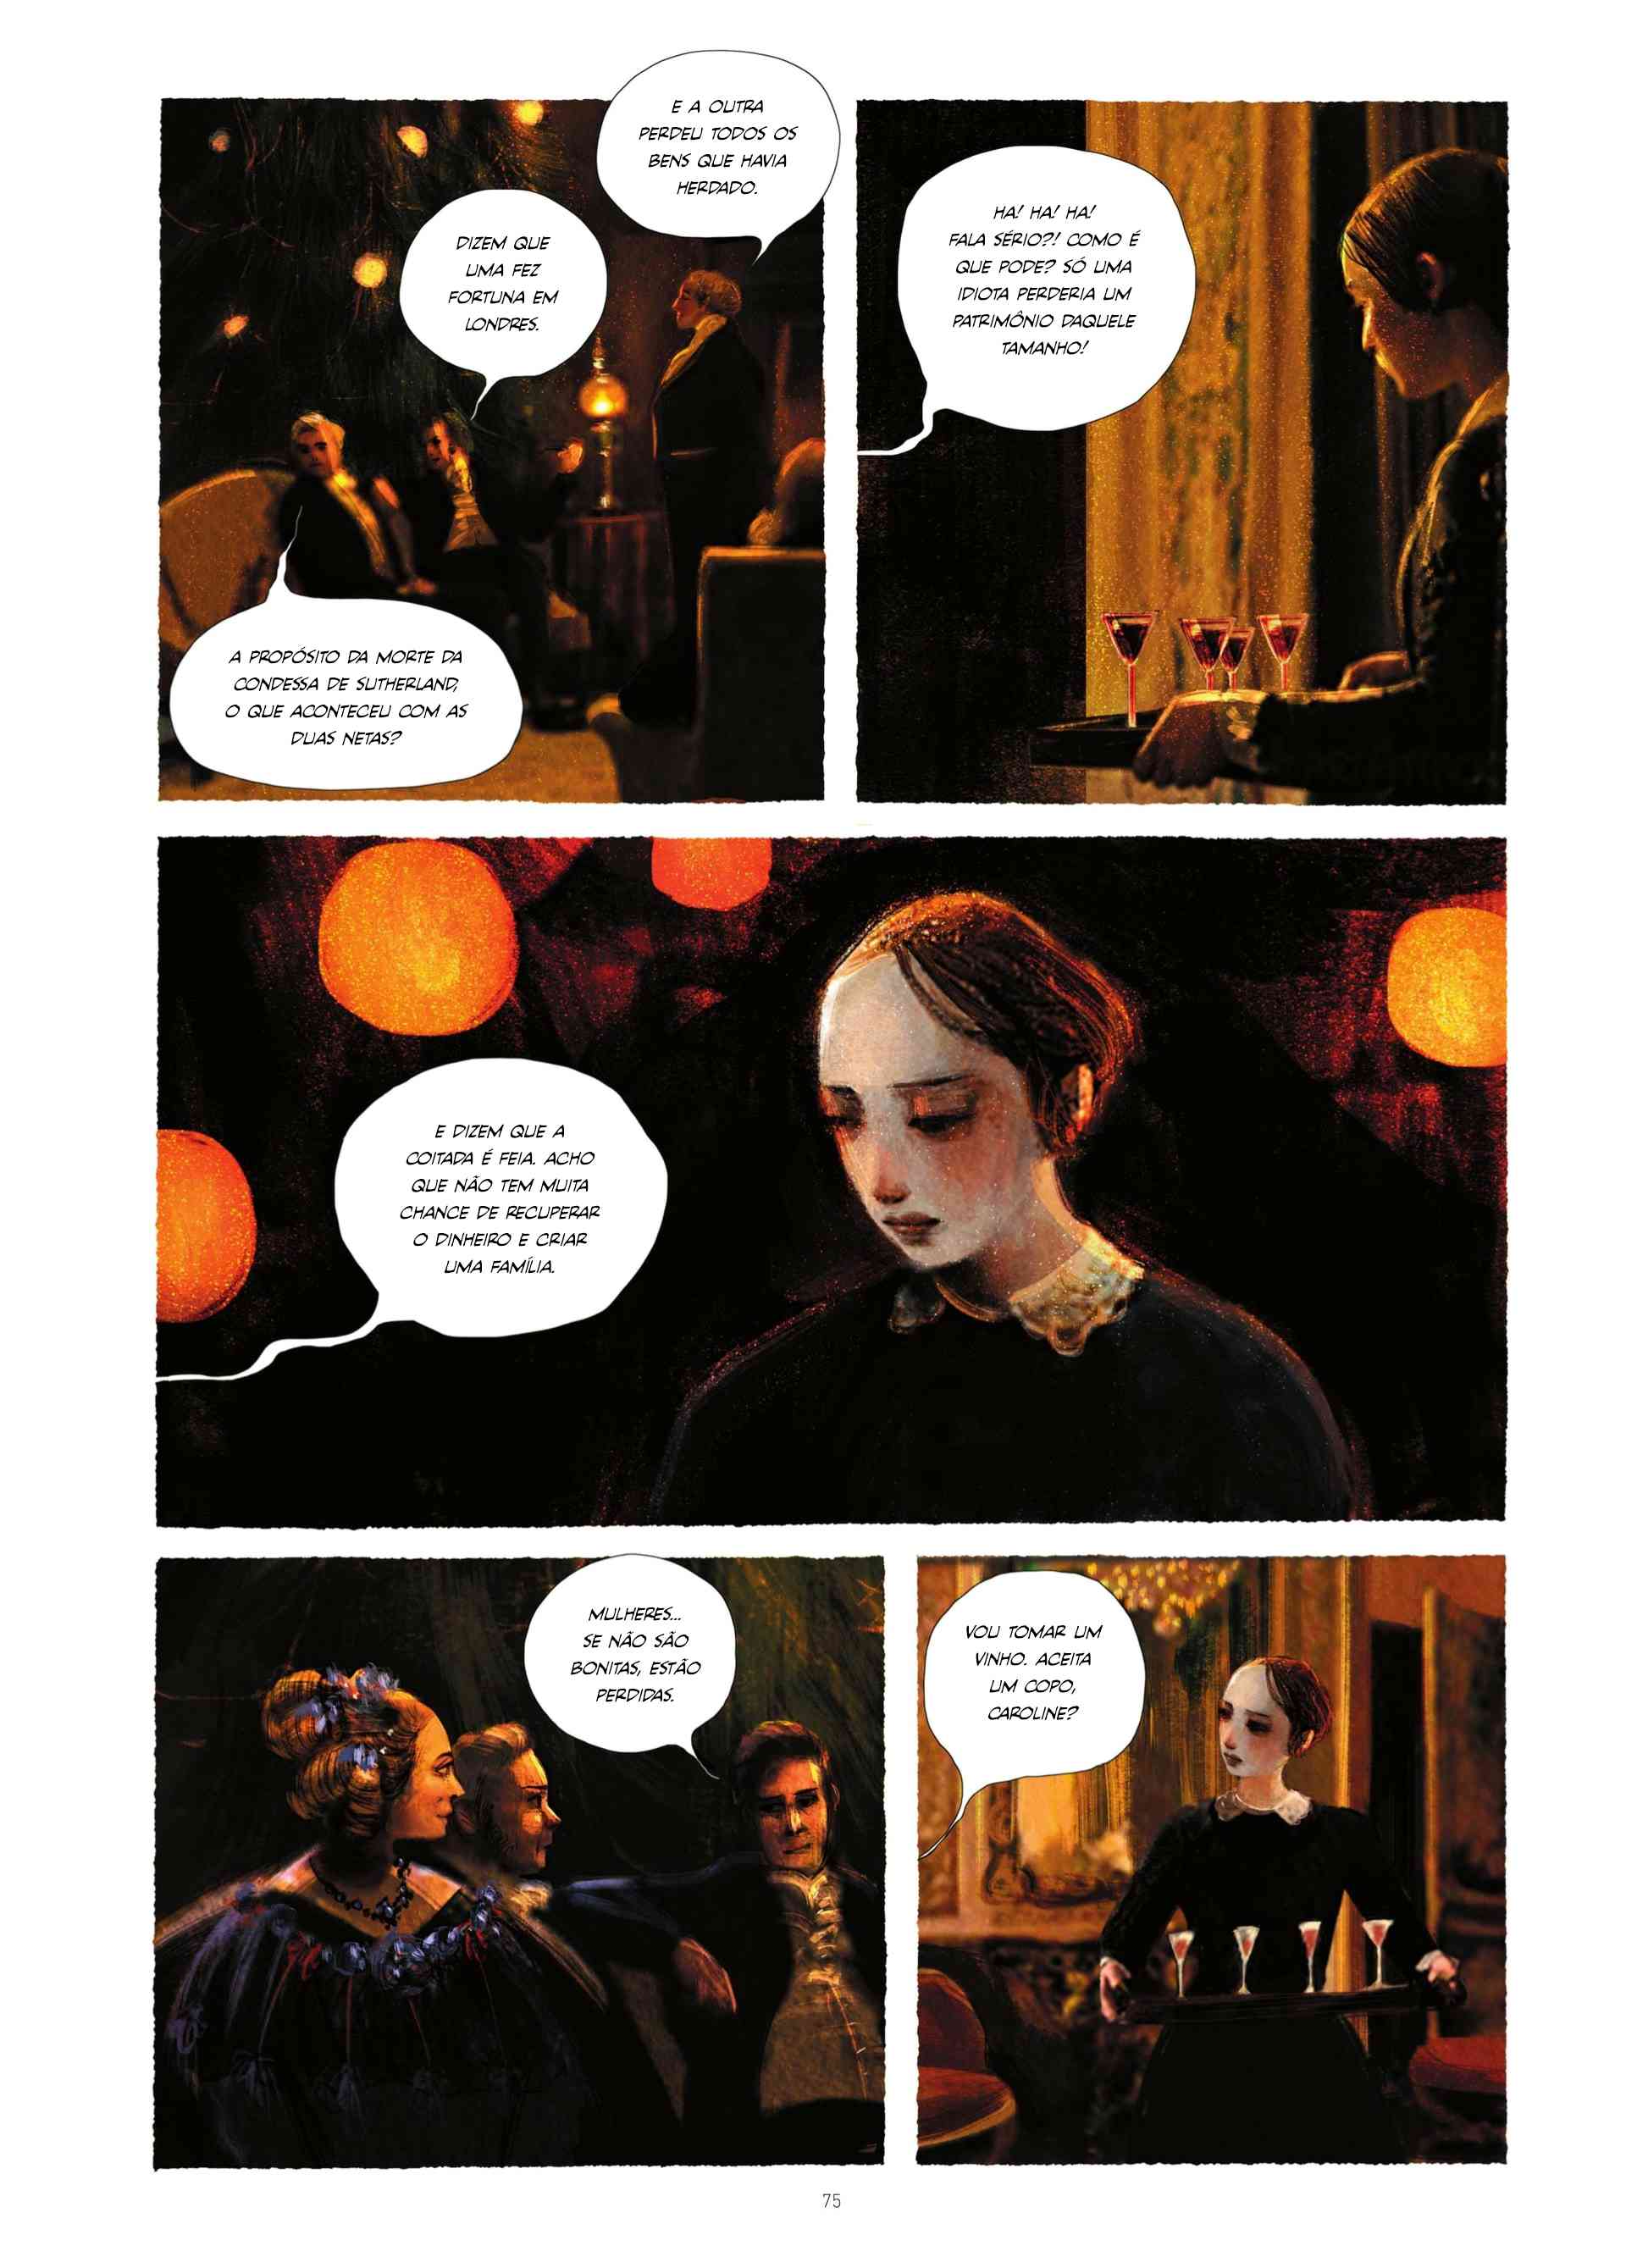 A PROPÓSITO DA MORTE DA
CONDESSA DE SUTHERLAND,
O QUE ACONTECEU COM AS
DUAS NETAS?
DIZEM QUE
UMA FEZ
FORTUNA EM
LONDRES.
E A OUTRA
PERDEU TODOS OS
BENS QUE HAVIA
HERDADO.
HA! HA! HA!
FALA SÉRIO?! COMO É
QUE PODE? SÓ UMA
IDIOTA PERDERIA UM
PATRIMÔNIO DAQUELE
TAMANHO!
E DIZEM QUE A
COITADA É FEIA. ACHO
QUE NÃO TEM MUITA
CHANCE DE RECUPERAR
O DINHEIRO E CRIAR
UMA FAMÍLIA.
MULHERES...
SE NÃO SÃO
BONITAS, ESTÃO
PERDIDAS.
VOU TOMAR UM
VINHO. ACEITA
UM COPO,
CAROLINE?
75